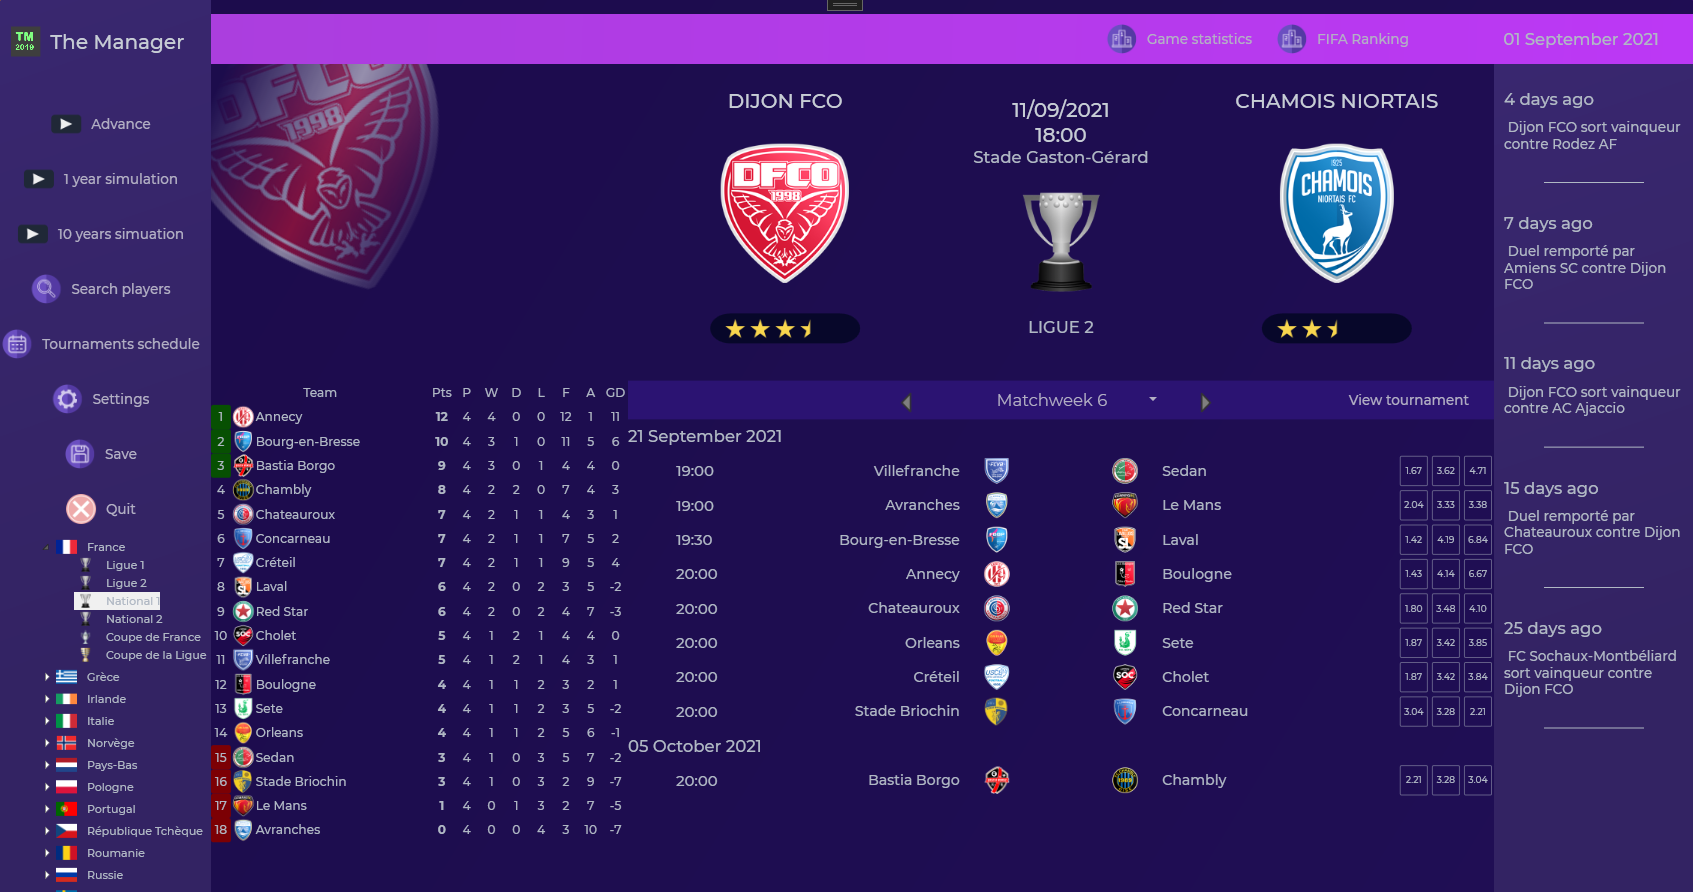 TM
2019
The Manager
Advance
1 year simulation
10 years simuation
Search players
Tournaments schedule
Settings
Save
Quit
France
Ligue 1
Ligue 2
National 1
National 2
Coupe de France
Coupe de la Ligue
Grèce
Irlande
Italie
Norvège
Pays-Bas
Pologne
Portugal
République Tchèque
Roumanie
Russie
Game statistics
FIFA Ranking
01 September 2021
DFCO
1998
DIJON FCO
DFCO
1998
11/09/2021
18:00
Stade Gaston-Gérard
LIGUE 2
CHAMOIS NIORTAIS
1925
CHAMOIS
NIORTAIS FC
Team Pts P W D L F A GD
1 Annecy 12 4 4 0 0 12 1 11
2 Bourg-en-Bresse 10 4 3 1 0 11 5 6
3 Bastia Borgo 9 4 3 0 1 4 4 0
4 Chambly 8 4 2 2 0 7 4 3
5 Chateauroux 7 4 2 1 1 4 3 1
6 Concarneau 7 4 2 1 1 7 5 2
7 Créteil 7 4 2 1 1 9 5 4
8 Laval 6 4 2 0 2 3 5 -2
9 Red Star 6 4 2 0 2 4 7 -3
10 Cholet 5 4 1 2 1 4 4 0
11 Villefranche 5 4 1 2 1 4 3 1
12 Boulogne 4 4 1 1 2 3 2 1
13 Sete 4 4 1 1 2 3 5 -2
14 Orleans 4 4 1 1 2 5 6 -1
15 Sedan 3 4 1 0 3 5 7 -2
16 Stade Briochin 3 4 1 0 3 2 9 -7
17 Le Mans 1 4 0 1 3 2 7 -5
18 Avranches 0 4 0 0 4 3 10 -7
Matchweek 6
View tournament
21 September 2021
19:00 Villefranche Sedan 1.67 3.62 4.71
19:00 Avranches Le Mans 2.04 3.33 3.38
19:30 Bourg-en-Bresse Laval 1.42 4.19 6.84
20:00 Annecy Boulogne 1.43 4.14 6.67
20:00 Chateauroux Red Star 1.80 3.48 4.10
20:00 Orleans Sete 1.87 3.42 3.85
20:00 Créteil Cholet 1.87 3.42 3.84
20:00 Stade Briochin Concarneau 3.04 3.28 2.21
05 October 2021
20:00 Bastia Borgo Chambly 2.21 3.28 3.04
4 days ago
Dijon FCO sort vainqueur
contre Rodez AF
7 days ago
Duel remporté par
Amiens SC contre Dijon
FCO
11 days ago
Dijon FCO sort vainqueur
contre AC Ajaccio
15 days ago
Duel remporté par
Chateauroux contre Dijon
FCO
25 days ago
FC Sochaux-Montbéliard
sort vainqueur contre
Dijon FCO